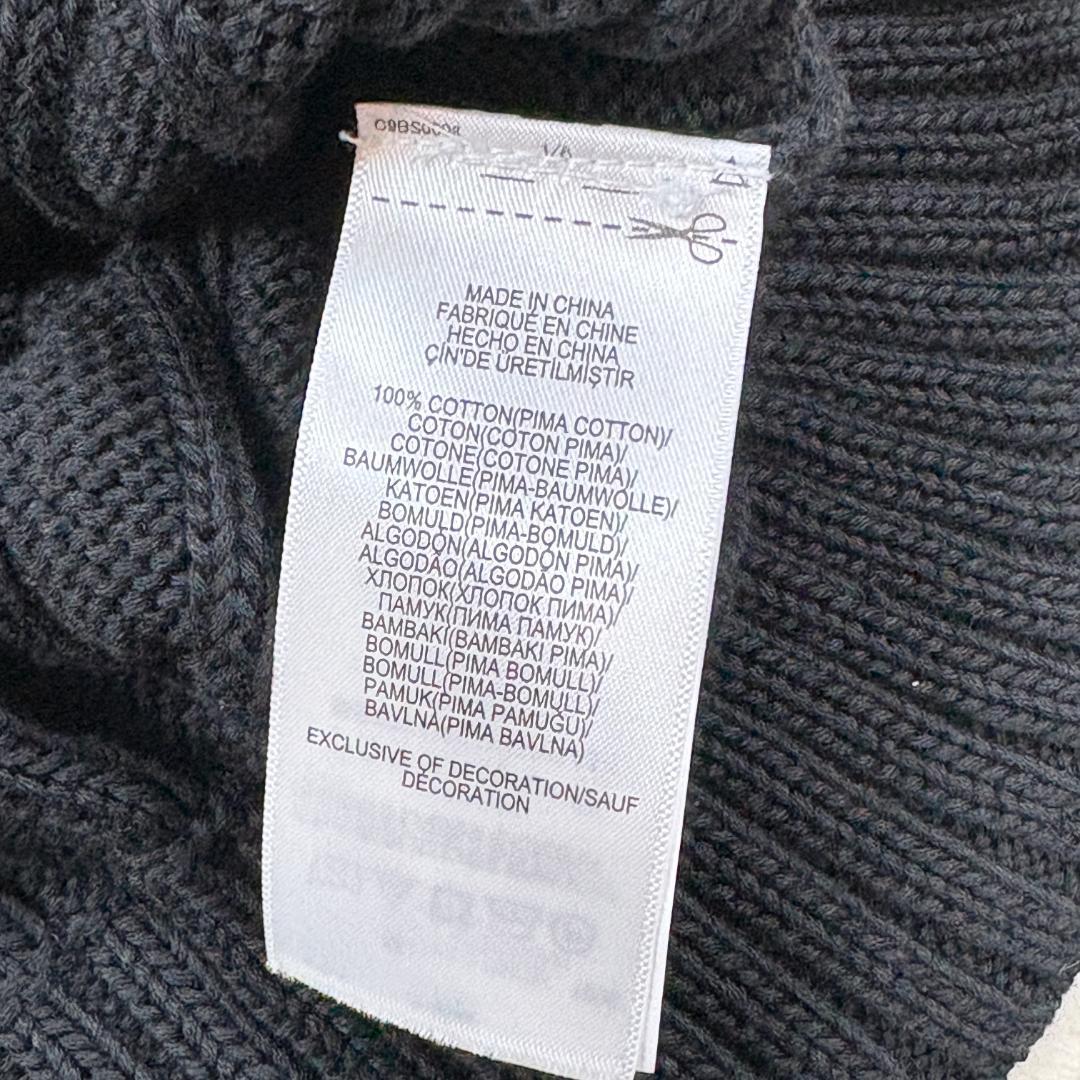 MADE IN CHINA
FABRIQUÉ EN CHINE
HECHO EN CHINA
ÇİN'DE ÜRETİLMİŞTİR
100% COTTON(PIMA COTTON)/
COTON(COTON PIMA)/
COTONE(COTONE PIMA)/
BAUMWOLLE(PIMA-BAUMWOLLE)/
KATOEN(PIMA KATOEN)/
BOMULD(PIMA-BOMULD)/
ALGODÓN(ALGODÓN PIMA)/
ALGODÃO(ALGODÃO PIMA)/
ХЛОПОК(ХЛОПОК ПИМА)/
ПАМУК(ПИМА ПАМУК)/
ΒΑΜΒΑΚΙ(ΒΑΜΒΑΚΙ PIMA)/
BOMULL(PIMA BOMULL)/
BOMULL(PIMA-BOMULL)/
PAMUK(PIMA PAMUĞU)/
BAVLNA(PIMA BAVLNA)
EXCLUSIVE OF DECORATION/SAUF
DÉCORATION